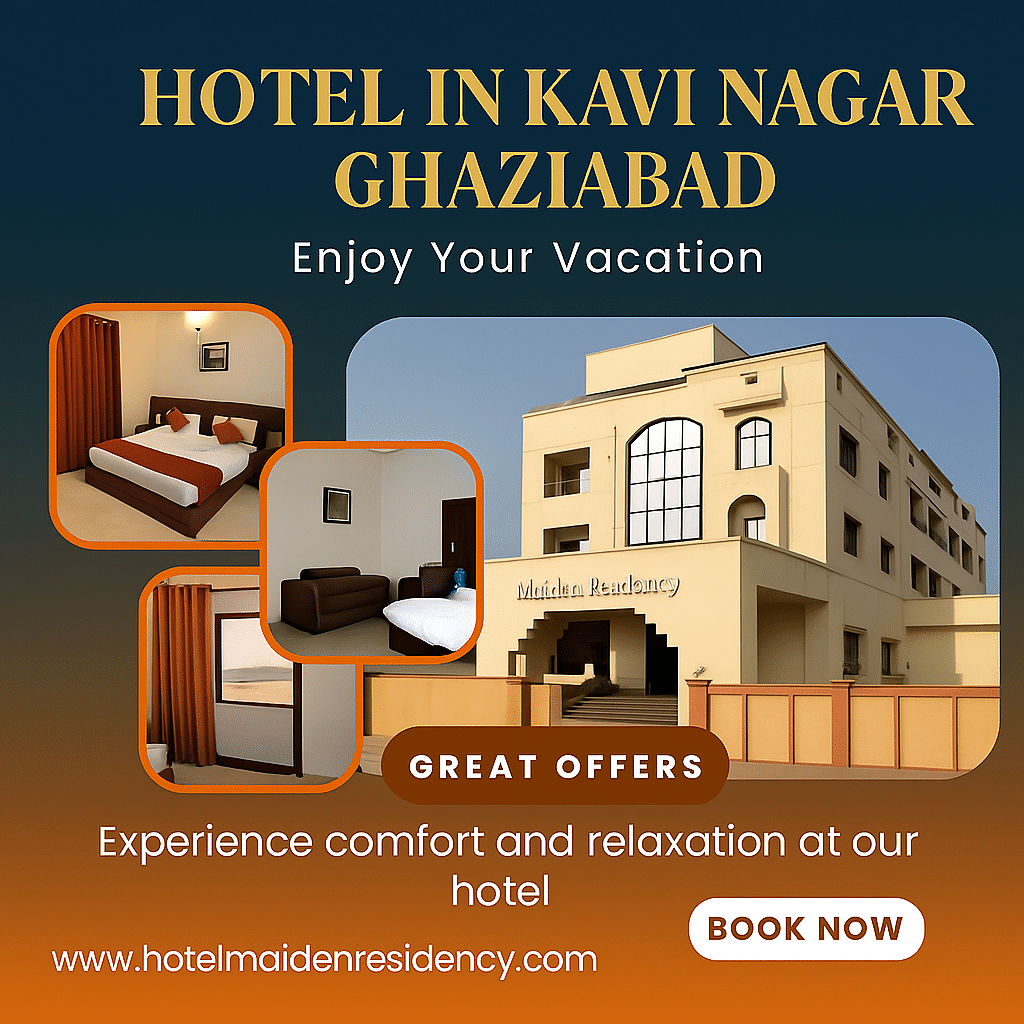 HOTEL IN KAVI NAGAR
GHAZIABAD
Enjoy Your Vacation
GREAT OFFERS
Experience comfort and relaxation at our
hotel
BOOK NOW
www.hotelmaidenresidency.com